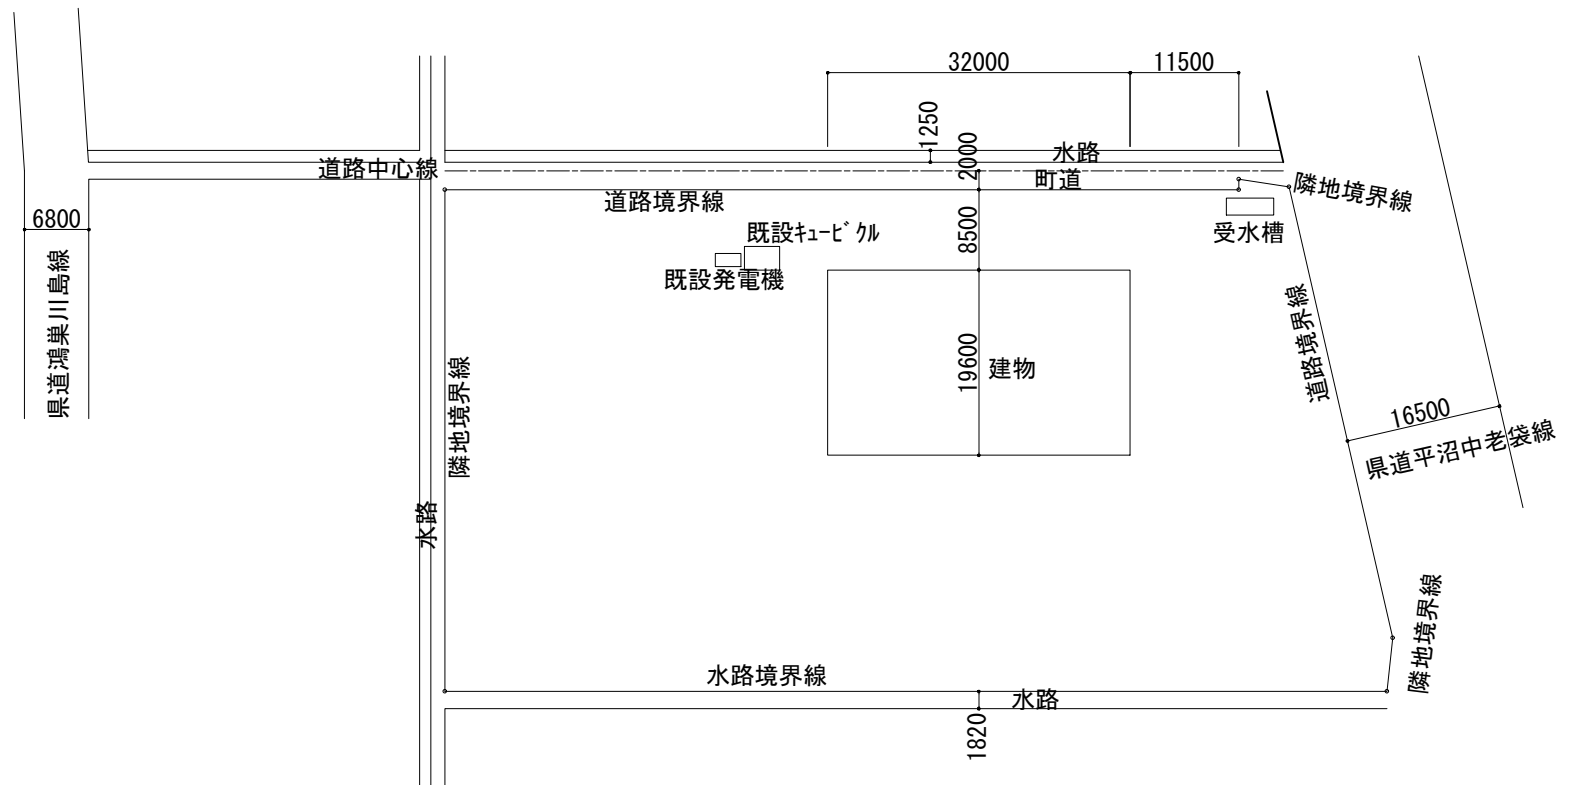 32000
11500
1250
2000
水路
道路中心線
町道
隣地境界線
道路境界線
6800
既設キュービクル
8500
受水槽
既設発電機
県道鴻巣川島線
道路境界線
隣地境界線
19600
建物
16500
県道平沼中老袋線
水路
隣地境界線
水路境界線
水路
1820